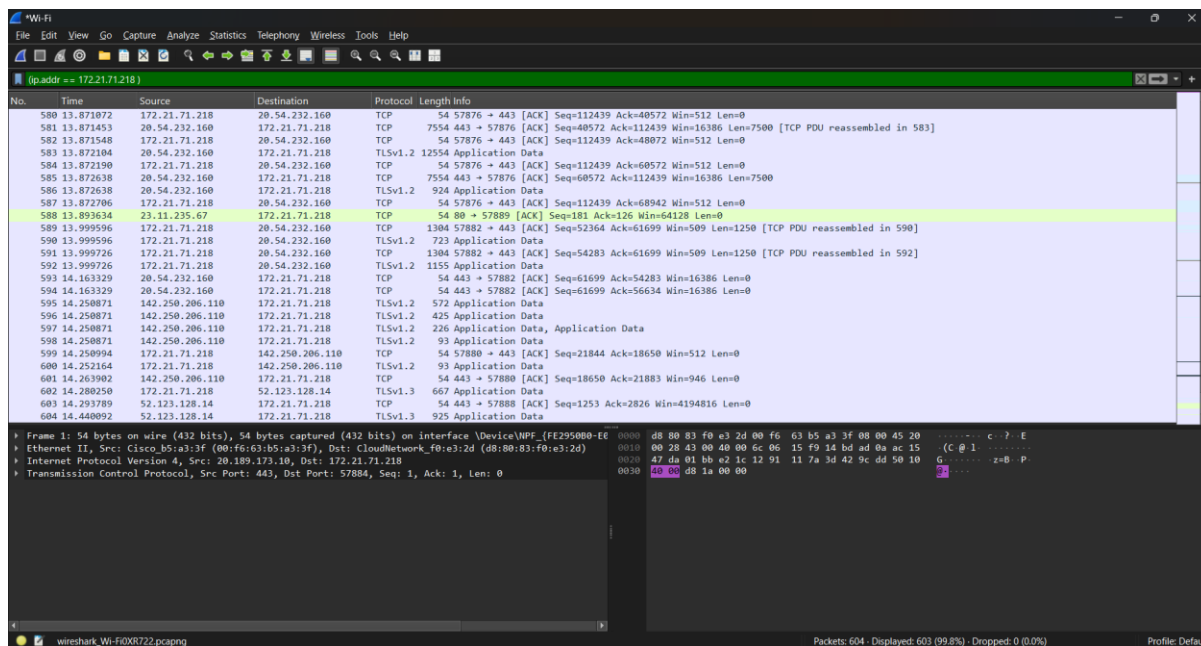 *Wi-Fi
File Edit View Go Capture Analyze Statistics Telephony Wireless Tools Help
(ip.addr == 172.21.71.218 )
No. Time Source Destination Protocol Length Info
580 13.871072 172.21.71.218 20.54.232.160 TCP 54 57876 → 443 [ACK] Seq=112439 Ack=40572 Win=512 Len=0
581 13.871453 20.54.232.160 172.21.71.218 TCP 7554 443 → 57876 [ACK] Seq=40572 Ack=112439 Win=16386 Len=7500 [TCP PDU reassembled in 583]
582 13.871548 172.21.71.218 20.54.232.160 TCP 54 57876 → 443 [ACK] Seq=112439 Ack=48072 Win=512 Len=0
583 13.872104 20.54.232.160 172.21.71.218 TLSv1.2 12554 Application Data
584 13.872190 172.21.71.218 20.54.232.160 TCP 54 57876 → 443 [ACK] Seq=112439 Ack=60572 Win=512 Len=0
585 13.872638 20.54.232.160 172.21.71.218 TCP 7554 443 → 57876 [ACK] Seq=60572 Ack=112439 Win=16386 Len=7500
586 13.872638 20.54.232.160 172.21.71.218 TLSv1.2 924 Application Data
587 13.872706 172.21.71.218 20.54.232.160 TCP 54 57876 → 443 [ACK] Seq=112439 Ack=68942 Win=512 Len=0
588 13.893634 23.11.235.67 172.21.71.218 TCP 54 80 → 57889 [ACK] Seq=181 Ack=126 Win=64128 Len=0
589 13.999596 172.21.71.218 20.54.232.160 TCP 1304 57882 → 443 [ACK] Seq=52364 Ack=61699 Win=509 Len=1250 [TCP PDU reassembled in 590]
590 13.999596 172.21.71.218 20.54.232.160 TLSv1.2 723 Application Data
591 13.999726 172.21.71.218 20.54.232.160 TCP 1304 57882 → 443 [ACK] Seq=54283 Ack=61699 Win=509 Len=1250 [TCP PDU reassembled in 592]
592 13.999726 172.21.71.218 20.54.232.160 TLSv1.2 1155 Application Data
593 14.163329 20.54.232.160 172.21.71.218 TCP 54 443 → 57882 [ACK] Seq=61699 Ack=54283 Win=16386 Len=0
594 14.163329 20.54.232.160 172.21.71.218 TCP 54 443 → 57882 [ACK] Seq=61699 Ack=56634 Win=16386 Len=0
595 14.250871 142.250.206.110 172.21.71.218 TLSv1.2 572 Application Data
596 14.250871 142.250.206.110 172.21.71.218 TLSv1.2 425 Application Data
597 14.250871 142.250.206.110 172.21.71.218 TLSv1.2 226 Application Data, Application Data
598 14.250871 142.250.206.110 172.21.71.218 TLSv1.2 93 Application Data
599 14.250994 172.21.71.218 142.250.206.110 TCP 54 57880 → 443 [ACK] Seq=21844 Ack=18650 Win=512 Len=0
600 14.252164 172.21.71.218 142.250.206.110 TLSv1.2 93 Application Data
601 14.263902 142.250.206.110 172.21.71.218 TCP 54 443 → 57880 [ACK] Seq=18650 Ack=21883 Win=946 Len=0
602 14.280250 172.21.71.218 52.123.128.14 TLSv1.3 667 Application Data
603 14.293789 52.123.128.14 172.21.71.218 TCP 54 443 → 57888 [ACK] Seq=1253 Ack=2826 Win=4194816 Len=0
604 14.440092 52.123.128.14 172.21.71.218 TLSv1.3 925 Application Data
Frame 1: 54 bytes on wire (432 bits), 54 bytes captured (432 bits) on interface \Device\NPF_{FE2950B0-E
Ethernet II, Src: Cisco_b5:a3:3f (00:f6:63:b5:a3:3f), Dst: CloudNetwork_f0:e3:2d (d8:80:83:f0:e3:2d)
Internet Protocol Version 4, Src: 20.189.173.10, Dst: 172.21.71.218
Transmission Control Protocol, Src Port: 443, Dst Port: 57884, Seq: 1, Ack: 1, Len: 0
0000 d8 80 83 f0 e3 2d 00 f6 63 b5 a3 3f 08 00 45 20 ·····-·· c··?··E
0010 00 28 43 00 40 00 6c 06 15 f9 14 bd ad 0a ac 15 ·(C·@·l· ········
0020 47 da 01 bb e2 1c 12 91 11 7a 3d 42 9c dd 50 10 G······· ·z=B··P·
0030 40 00 d8 1a 00 00 @·····
wireshark_Wi-Fi0XR722.pcapng
Packets: 604 · Displayed: 603 (99.8%) · Dropped: 0 (0.0%)
Profile: Defau